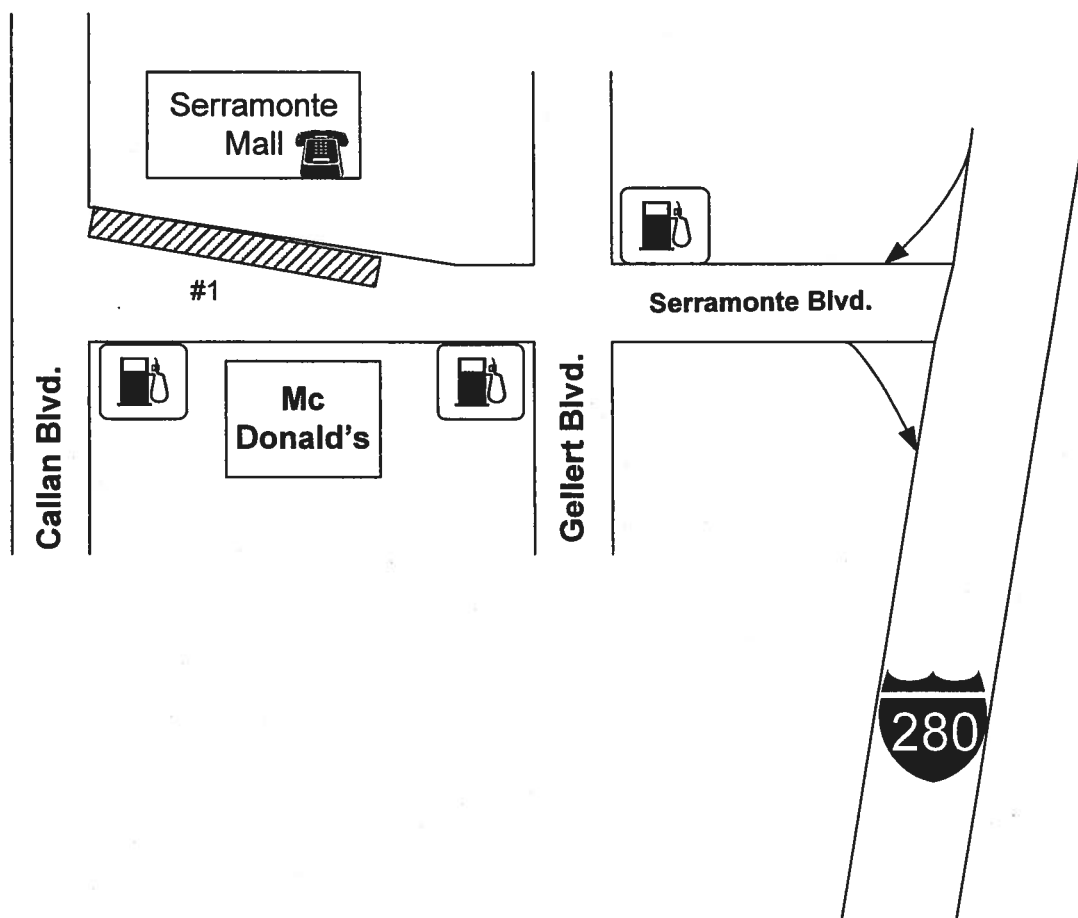 Serramonte
Mall
#1
Serramonte Blvd.
Mc
Donald's
Callan Blvd.
Gellert Blvd.
280